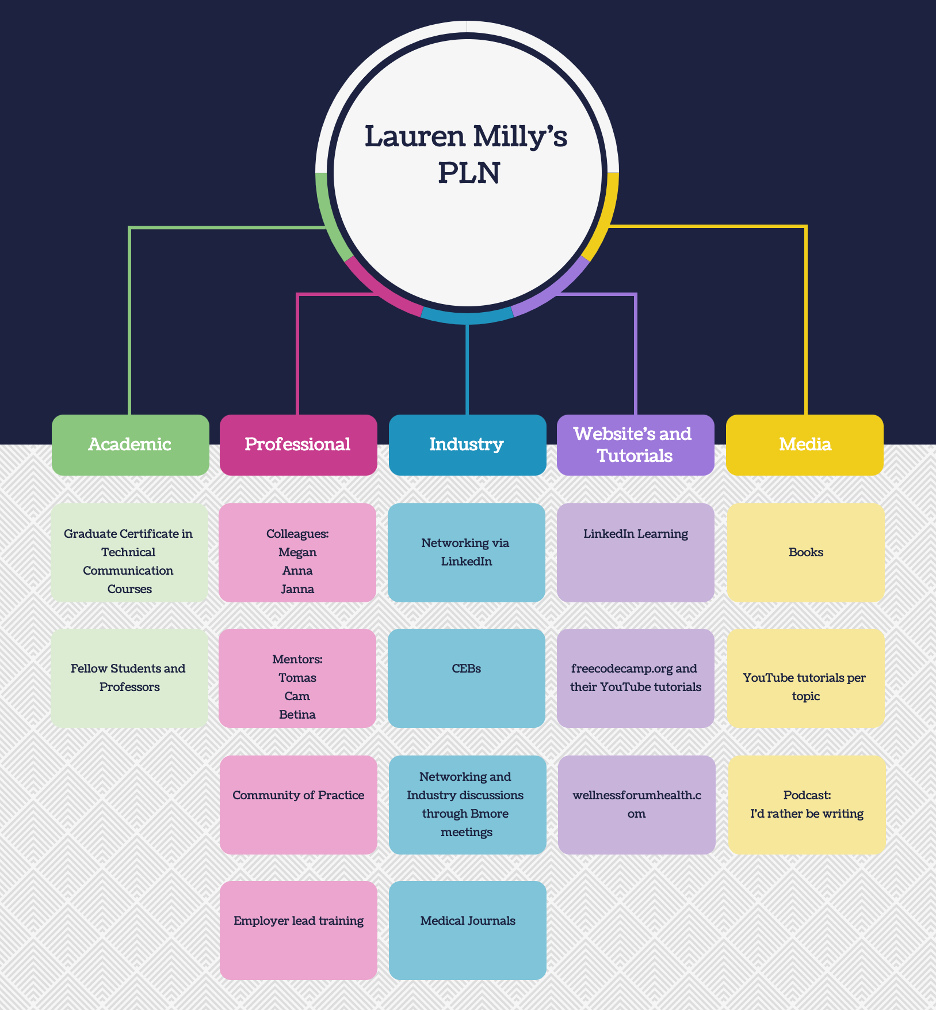 Lauren Milly's
PLN
Academic
Professional
Industry
Website's and
Tutorials
Media
Graduate Certificate in
Technical
Communication
Courses
Colleagues:
Megan
Anna
Janna
Networking via
LinkedIn
LinkedIn Learning
Books
Fellow Students and
Professors
Mentors:
Tomas
Cam
Betina
CEBs
freecodecamp.org and
their YouTube tutorials
YouTube tutorials per
topic
Community of Practice
Networking and
Industry discussions
through Bmore
meetings
wellnessforumhealth.c
om
Podcast:
I'd rather be writing
Employer lead training
Medical Journals